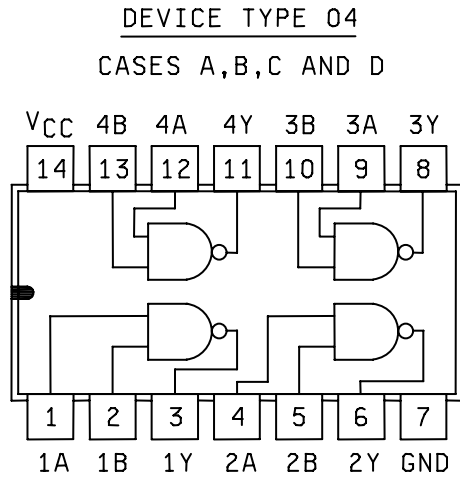 DEVICE TYPE 04
CASES A,B,C AND D
VCC 4B 4A 4Y 3B 3A 3Y
14 13 12 11 10 9 8
1 2 3 4 5 6 7
1A 1B 1Y 2A 2B 2Y GND